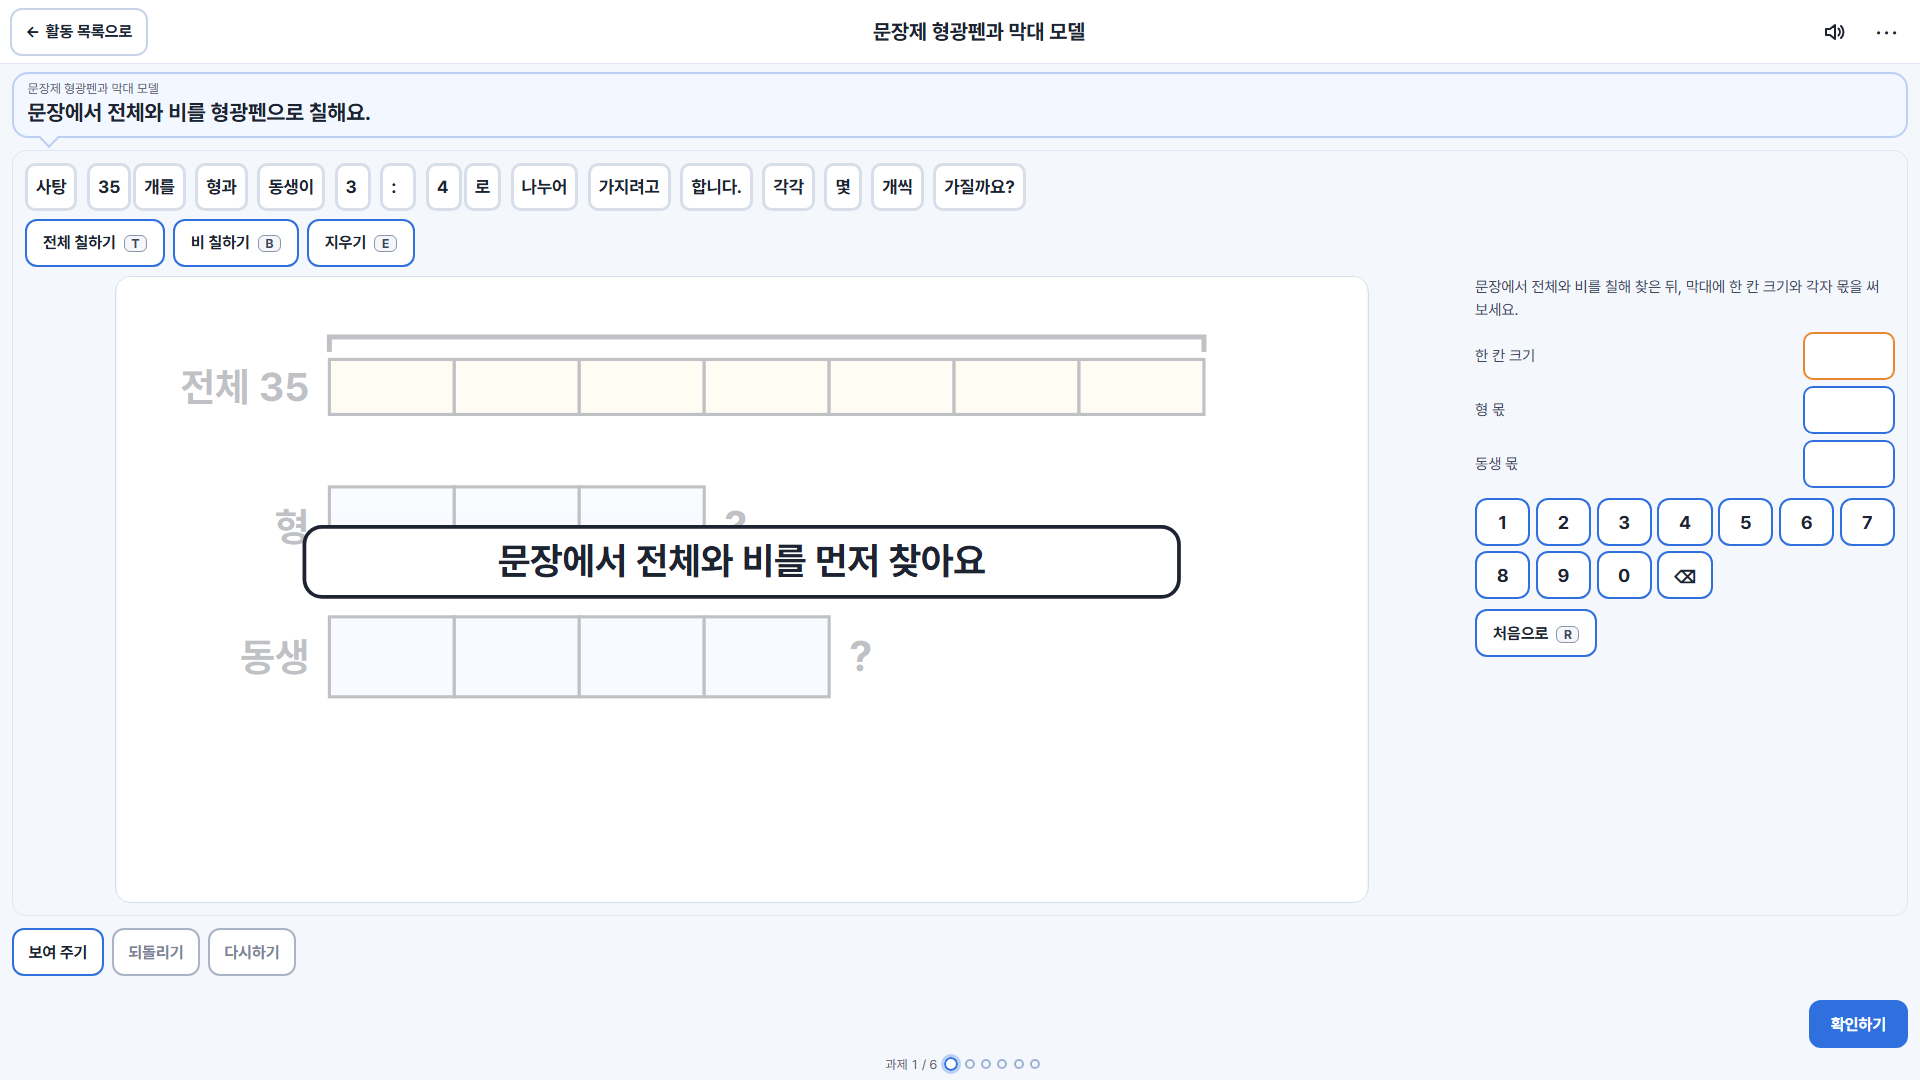 ← 활동 목록으로
문장제 형광펜과 막대 모델
문장제 형광펜과 막대 모델
문장에서 전체와 비를 형광펜으로 칠해요.
사탕 35 개를 형과 동생이 3 : 4 로 나누어 가지려고 합니다. 각각 몇 개씩 가질까요?
전체 칠하기 T 비 칠하기 B 지우기 E
전체 35
형 ?
문장에서 전체와 비를 먼저 찾아요
동생 ?
문장에서 전체와 비를 칠해 찾은 뒤, 막대에 한 칸 크기와 각자 몫을 써
보세요.
한 칸 크기
형 몫
동생 몫
1 2 3 4 5 6 7
8 9 0 ⌫
처음으로 R
보여 주기 되돌리기 다시하기
확인하기
과제 1 / 6